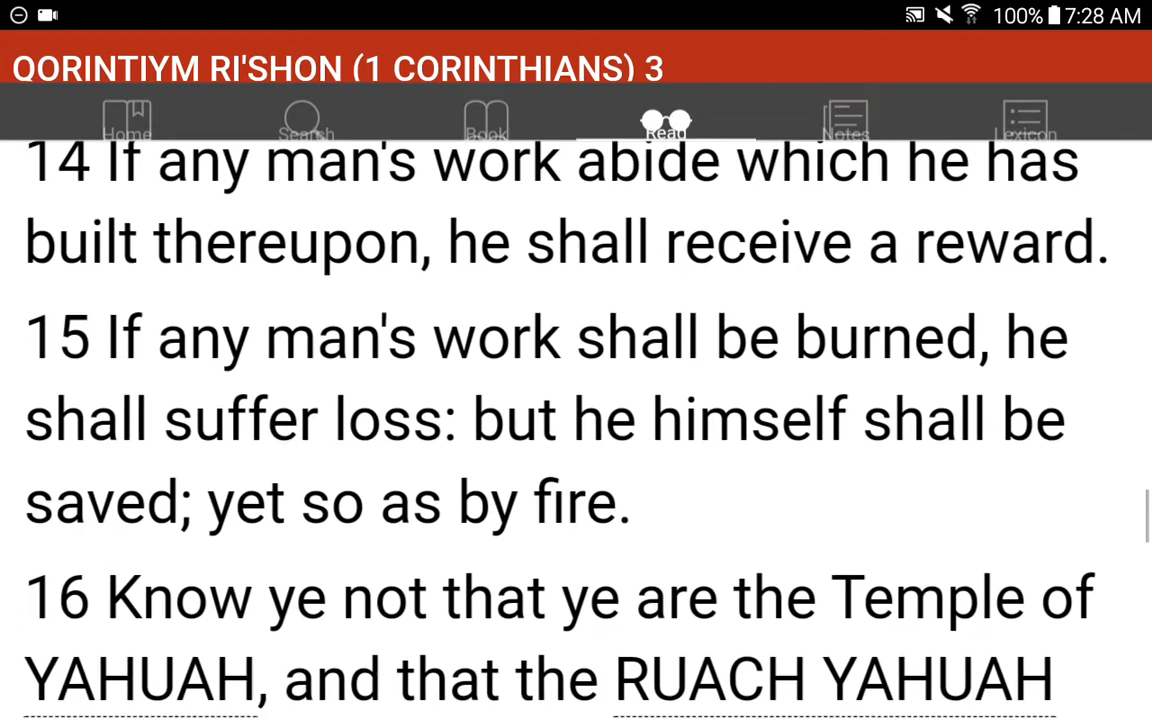 100% 7:28 AM
QORINTIYM RI'SHON (1 CORINTHIANS) 3
Home Search Book Read Notes Lexicon
14 If any man's work abide which he has
built thereupon, he shall receive a reward.
15 If any man's work shall be burned, he
shall suffer loss: but he himself shall be
saved; yet so as by fire.
16 Know ye not that ye are the Temple of
YAHUAH, and that the RUACH YAHUAH